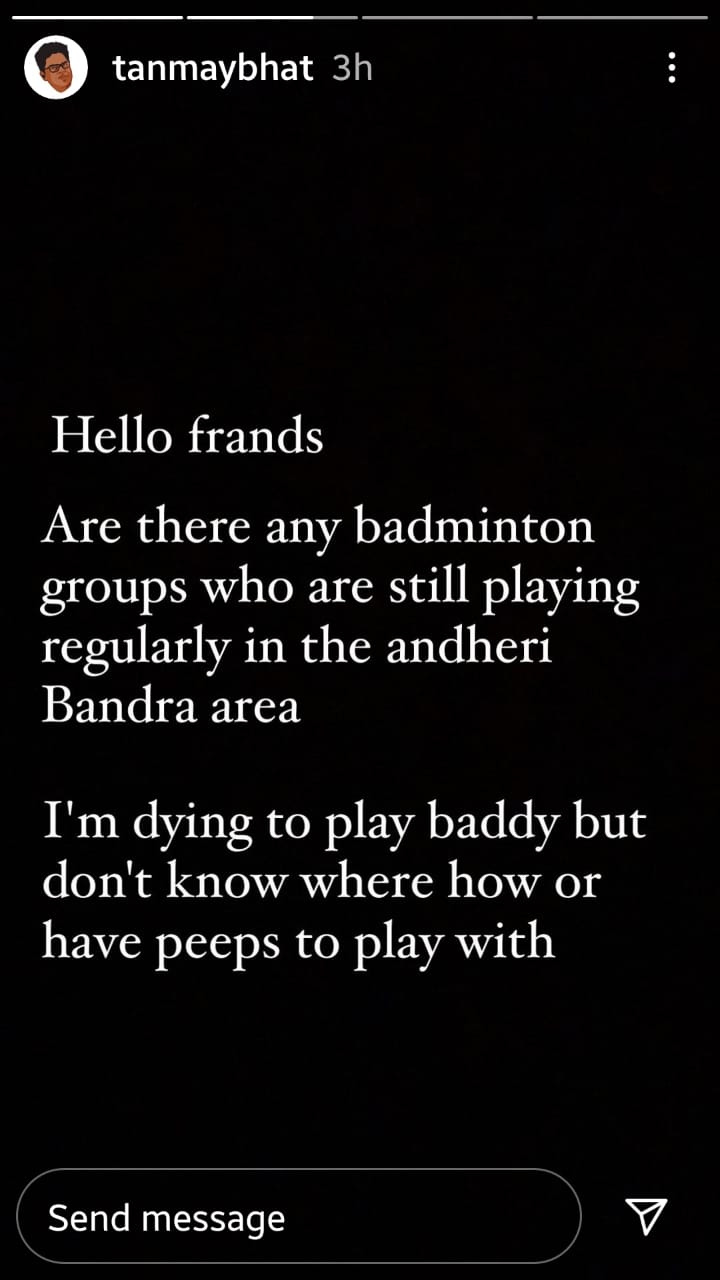 tanmaybhat 3h
Hello frands
Are there any badminton
groups who are still playing
regularly in the andheri
Bandra area
I'm dying to play baddy but
don't know where how or
have peeps to play with
Send message